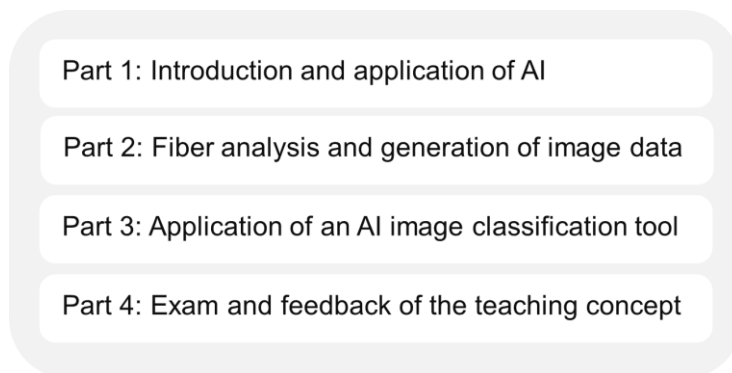 Part 1: Introduction and application of AI
Part 2: Fiber analysis and generation of image data
Part 3: Application of an AI image classification tool
Part 4: Exam and feedback of the teaching concept